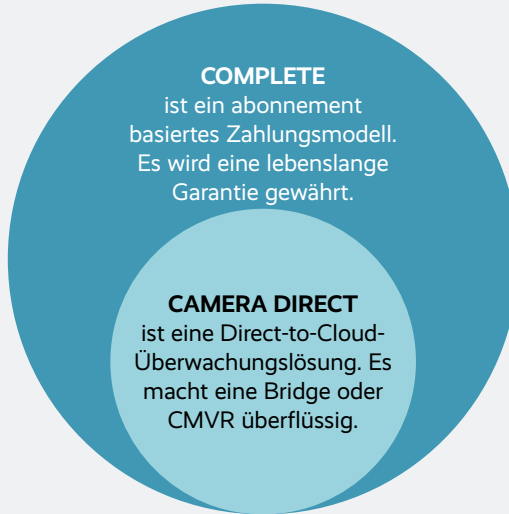 COMPLETE
ist ein abonnement
basiertes Zahlungsmodell.
Es wird eine lebenslange
Garantie gewährt.
CAMERA DIRECT
ist eine Direct-to-Cloud-
Überwachungslösung. Es
macht eine Bridge oder
CMVR überflüssig.